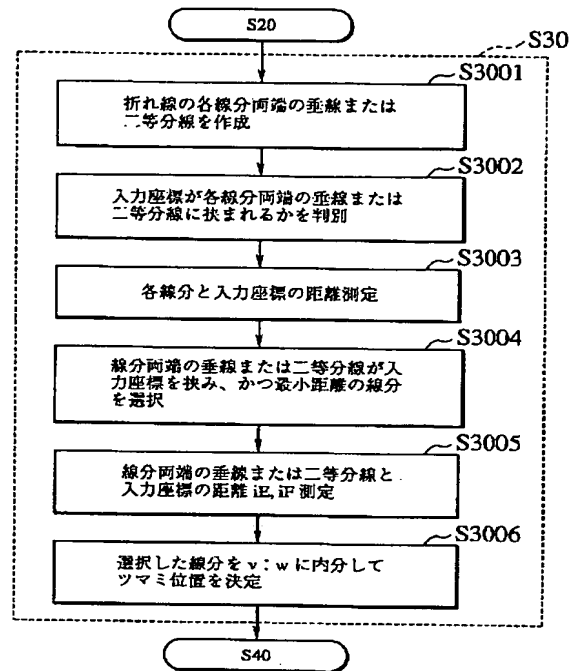 S20
S30
S3001
折れ線の各線分両端の垂線または
二等分線を作成
S3002
入力座標が各線分両端の垂線または
二等分線に挟まれるかを判別
S3003
各線分と入力座標の距離測定
S3004
線分両端の垂線または二等分線が入
力座標を挟み、かつ最小距離の線分
を選択
S3005
線分両端の垂線または二等分線と
入力座標の距離iE,iF測定
S3006
選択した線分をv:wに内分して
ツマミ位置を決定
S40